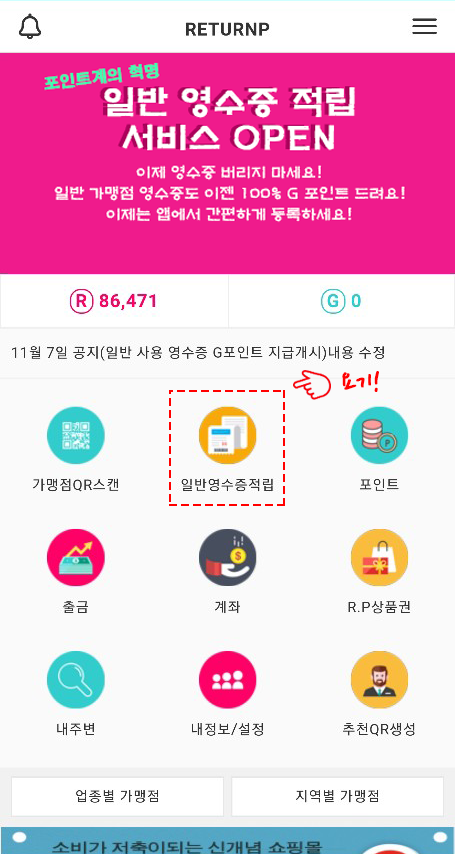 RETURNP
포인트계의 혁명
일반 영수증 적립
서비스 OPEN
이제 영수증 버리지 마세요!
일반 가맹점 영수증도 이젠 100% G 포인트 드려요!
이제는 앱에서 간편하게 등록하세요!
R 86,471
G 0
11월 7일 공지(일반 사용 영수증 G포인트 지급개시)내용 수정
요기!
가맹점QR스캔
일반영수증적립
포인트
출금
계좌
R.P상품권
내주변
내정보/설정
추천QR생성
업종별 가맹점
지역별 가맹점
소비가 저축이되는 신개념 쇼핑몰